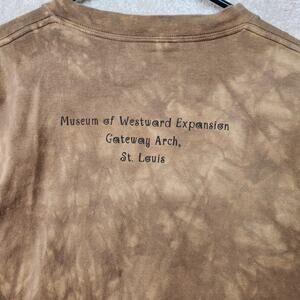 Museum of Westward Expansion
Gateway Arch,
St. Louis